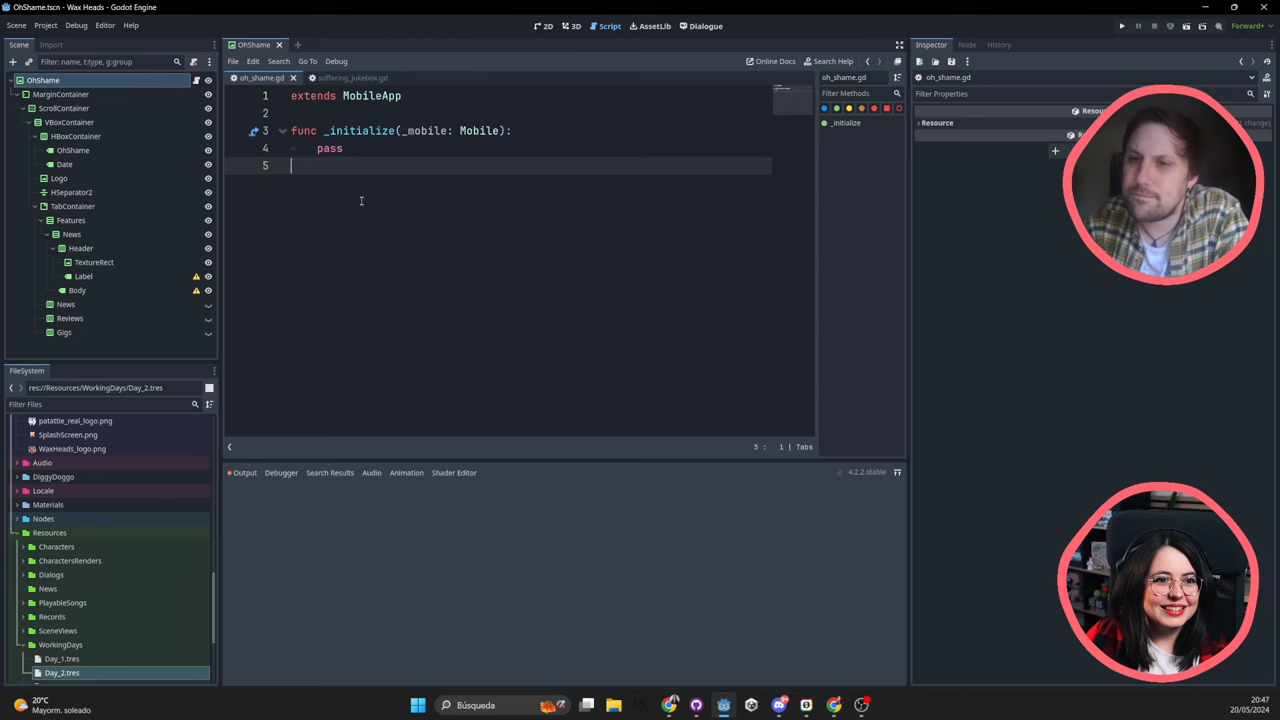 OhShame.tscn - Wax Heads - Godot Engine
Scene Project Debug Editor Help
2D 3D Script AssetLib Dialogue
Forward+
Scene Import
Filter: name, t:type, g:group
OhShame
MarginContainer
ScrollContainer
VBoxContainer
HBoxContainer
OhShame
Date
Logo
HSeparator2
TabContainer
Features
News
Header
TextureRect
Label
Body
News
Reviews
Gigs
FileSystem
res://Resources/WorkingDays/Day_2.tres
Filter Files
patattie_real_logo.png
SplashScreen.png
WaxHeads_logo.png
Audio
DiggyDoggo
Locale
Materials
Nodes
Resources
Characters
CharactersRenders
Dialogs
News
PlayableSongs
Records
SceneViews
WorkingDays
Day_1.tres
Day_2.tres
OhShame
File Edit Search Go To Debug
Online Docs Search Help
oh_shame.gd suffering_jukebox.gd
1 extends MobileApp
2
3 func _initialize(_mobile: Mobile):
4 pass
5
5 : 1 | Tabs
oh_shame.gd
Filter Methods
_initialize
Output Debugger Search Results Audio Animation Shader Editor
4.2.2.stable
Inspector Node History
oh_shame.gd
Filter Properties
Resour
Resource
change)
20°C
Mayorm. soleado
Búsqueda
20:47
20/05/2024